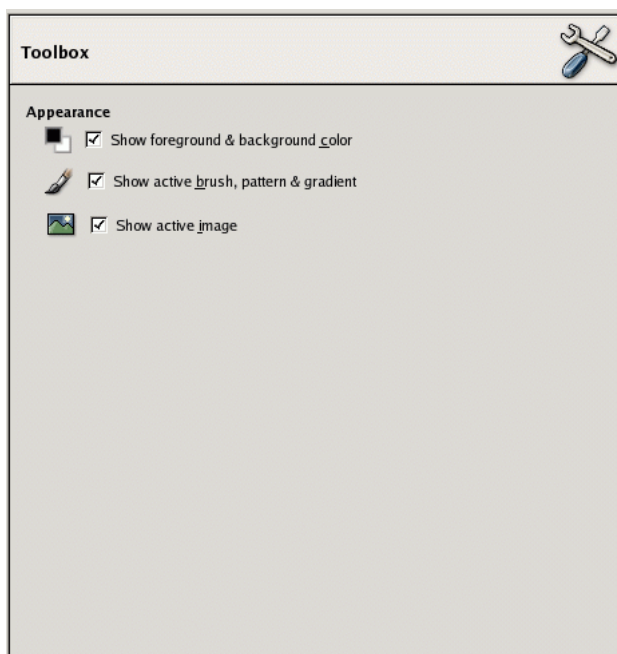 Toolbox
Appearance
Show foreground & background color
Show active brush, pattern & gradient
Show active image